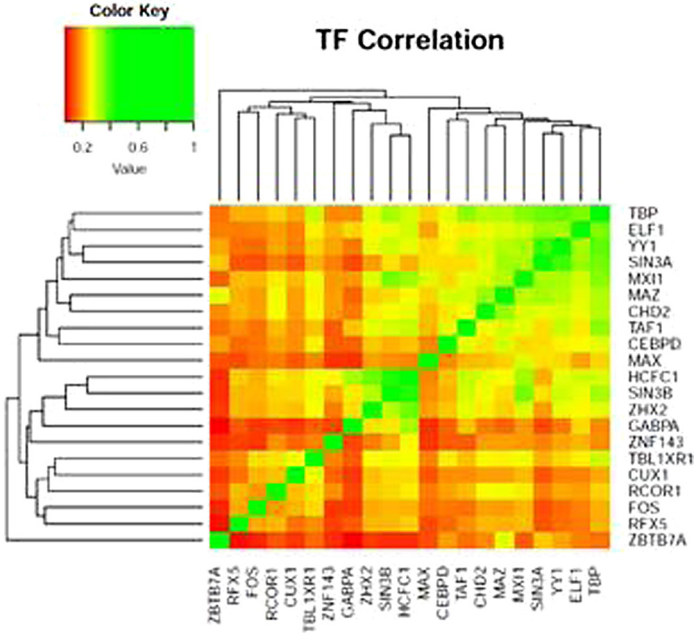 Color Key
TF Correlation
0.2 0.6 1
Value
TBP
ELF1
YY1
SIN3A
MXI1
MAZ
CHD2
TAF1
CEBPD
MAX
HCFC1
SIN3B
ZHX2
GABPA
ZNF143
TBL1XR1
CUX1
RCOR1
FOS
RFX5
ZBTB7A
ZBTB7A RFX5 FOS RCOR1 CUX1 TBL1XR1 ZNF143 GABPA ZHX2 SIN3B HCFC1 MAX CEBPD TAF1 CHD2 MAZ MXI1 SIN3A YY1 ELF1 TBP